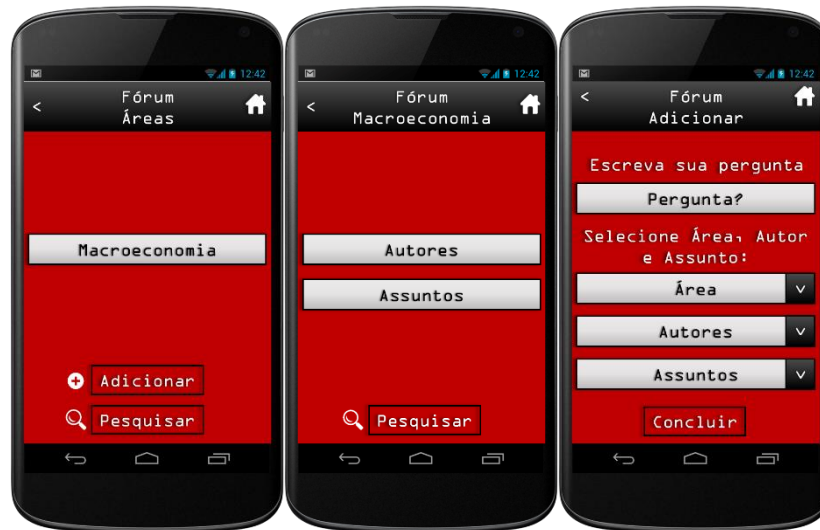 12:42
<
Fórum
Áreas
Macroeconomia
Adicionar
Pesquisar
12:42
<
Fórum
Macroeconomia
Autores
Assuntos
Pesquisar
12:42
<
Fórum
Adicionar
Escreva sua pergunta
Pergunta?
Selecione Área, Autor
e Assunto:
Área
Autores
Assuntos
Concluir